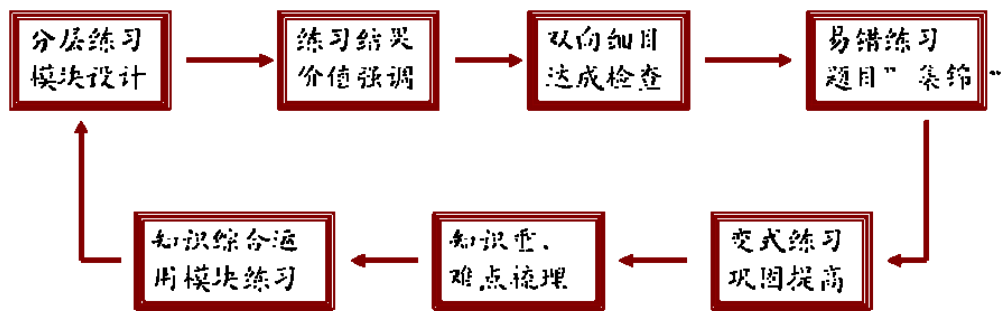 分层练习
模块设计
练习结果
价值强调
双向细目
达成检查
易错练习
题目”集锦“
变式练习
巩固提高
知识重、
难点梳理
知识综合运
用模块练习